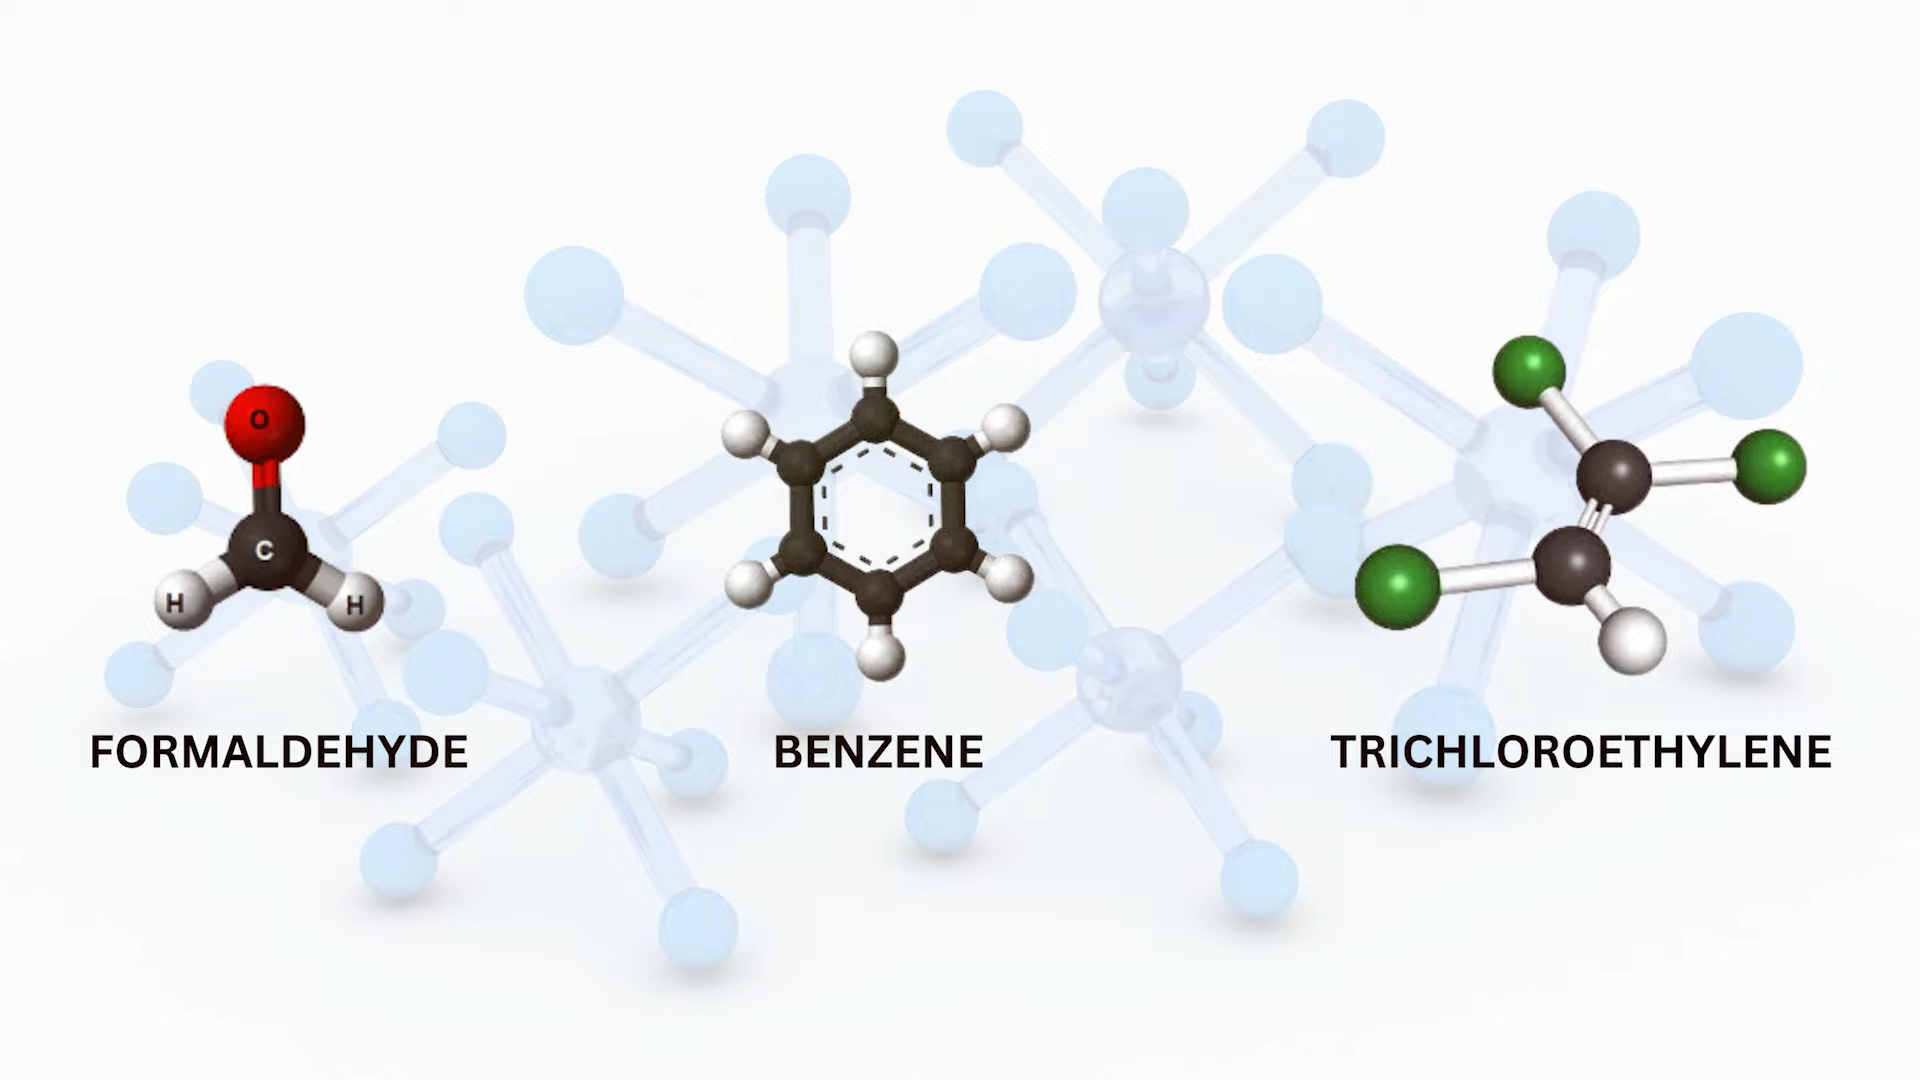 O
C
H H
FORMALDEHYDE
BENZENE
TRICHLOROETHYLENE